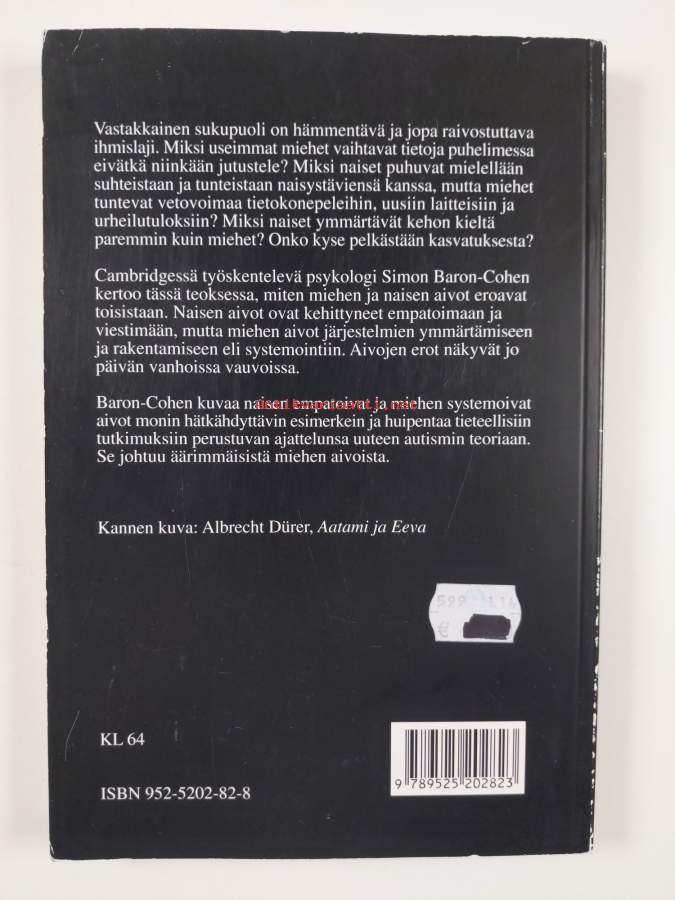 Vastakkainen sukupuoli on hämmentävä ja jopa raivostuttava
ihmislaji. Miksi useimmat miehet vaihtavat tietoja puhelimessa
eivätkä niinkään jutustele? Miksi naiset puhuvat mielellään
suhteistaan ja tunteistaan naisystäviensä kanssa, mutta miehet
tuntevat vetovoimaa tietokonepeleihin, uusiin laitteisiin ja
urheilutuloksiin? Miksi naiset ymmärtävät kehon kieltä
paremmin kuin miehet? Onko kyse pelkästään kasvatuksesta?
Cambridgessä työskentelevä psykologi Simon Baron-Cohen
kertoo tässä teoksessa, miten miehen ja naisen aivot eroavat
toisistaan. Naisen aivot ovat kehittyneet empatoimaan ja
viestimään, mutta miehen aivot järjestelmien ymmärtämiseen
ja rakentamiseen eli systemointiin. Aivojen erot näkyvät jo
päivän vanhoissa vauvoissa.
Baron-Cohen kuvaa naisen empatoivat ja miehen systemoivat
aivot monin hätkähdyttävin esimerkein ja huipentaa tieteellisiin
tutkimuksiin perustuvan ajattelunsa uuteen autismin teoriaan.
Se johtuu äärimmäisistä miehen aivoista.
Kannen kuva: Albrecht Dürer, Aatami ja Eeva
599 1.16
€
KL 64
ISBN 952-5202-82-8
9 789525 202823